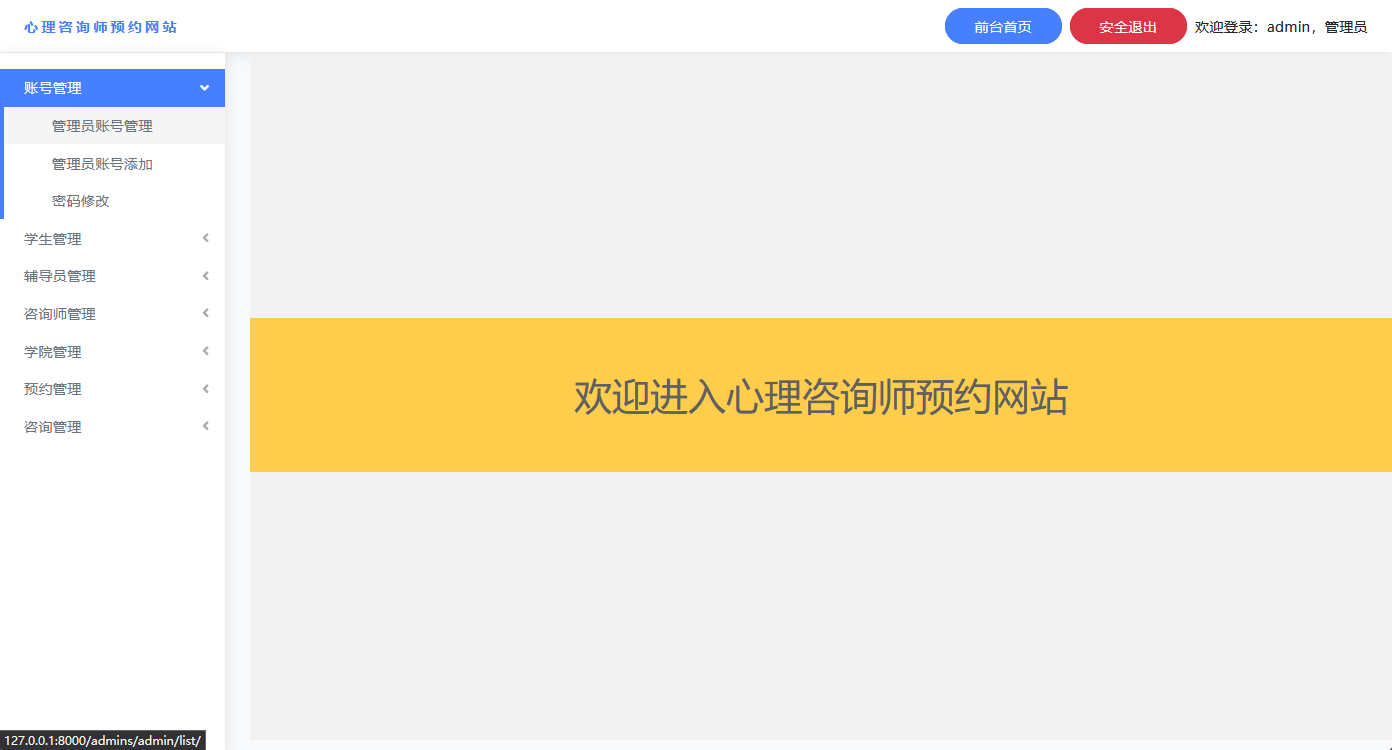 心理咨询师预约网站
前台首页
安全退出
欢迎登录：admin，管理员
账号管理
管理员账号管理
管理员账号添加
密码修改
学生管理
辅导员管理
咨询师管理
学院管理
预约管理
咨询管理
欢迎进入心理咨询师预约网站
127.0.0.1:8000/admins/admin/list/